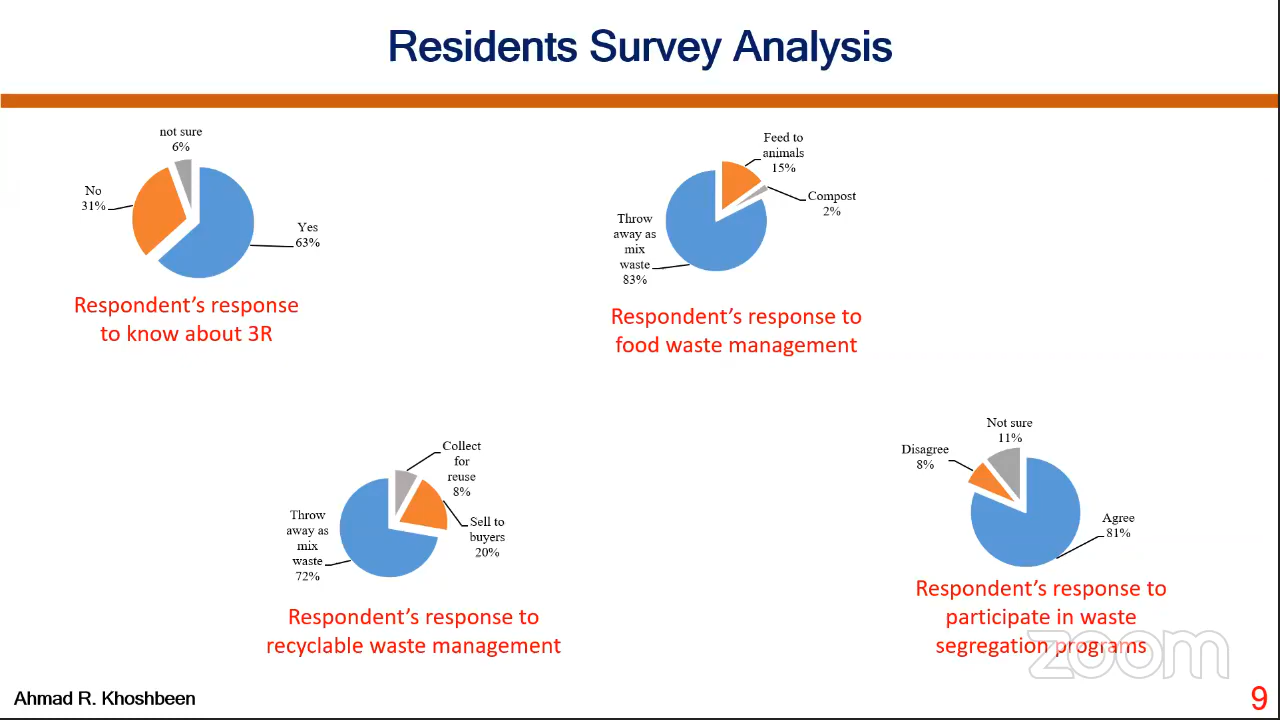 Residents Survey Analysis
not sure
6%
No
31%
Yes
63%
Respondent's response
to know about 3R
Feed to
animals
15%
Compost
2%
Throw
away as
mix
waste
83%
Respondent's response to
food waste management
Collect
for
reuse
8%
Sell to
buyers
20%
Throw
away as
mix
waste
72%
Respondent's response to
recyclable waste management
Not sure
11%
Disagree
8%
Agree
81%
Respondent's response to
participate in waste
segregation programs
zoom
Ahmad R. Khoshbeen
9